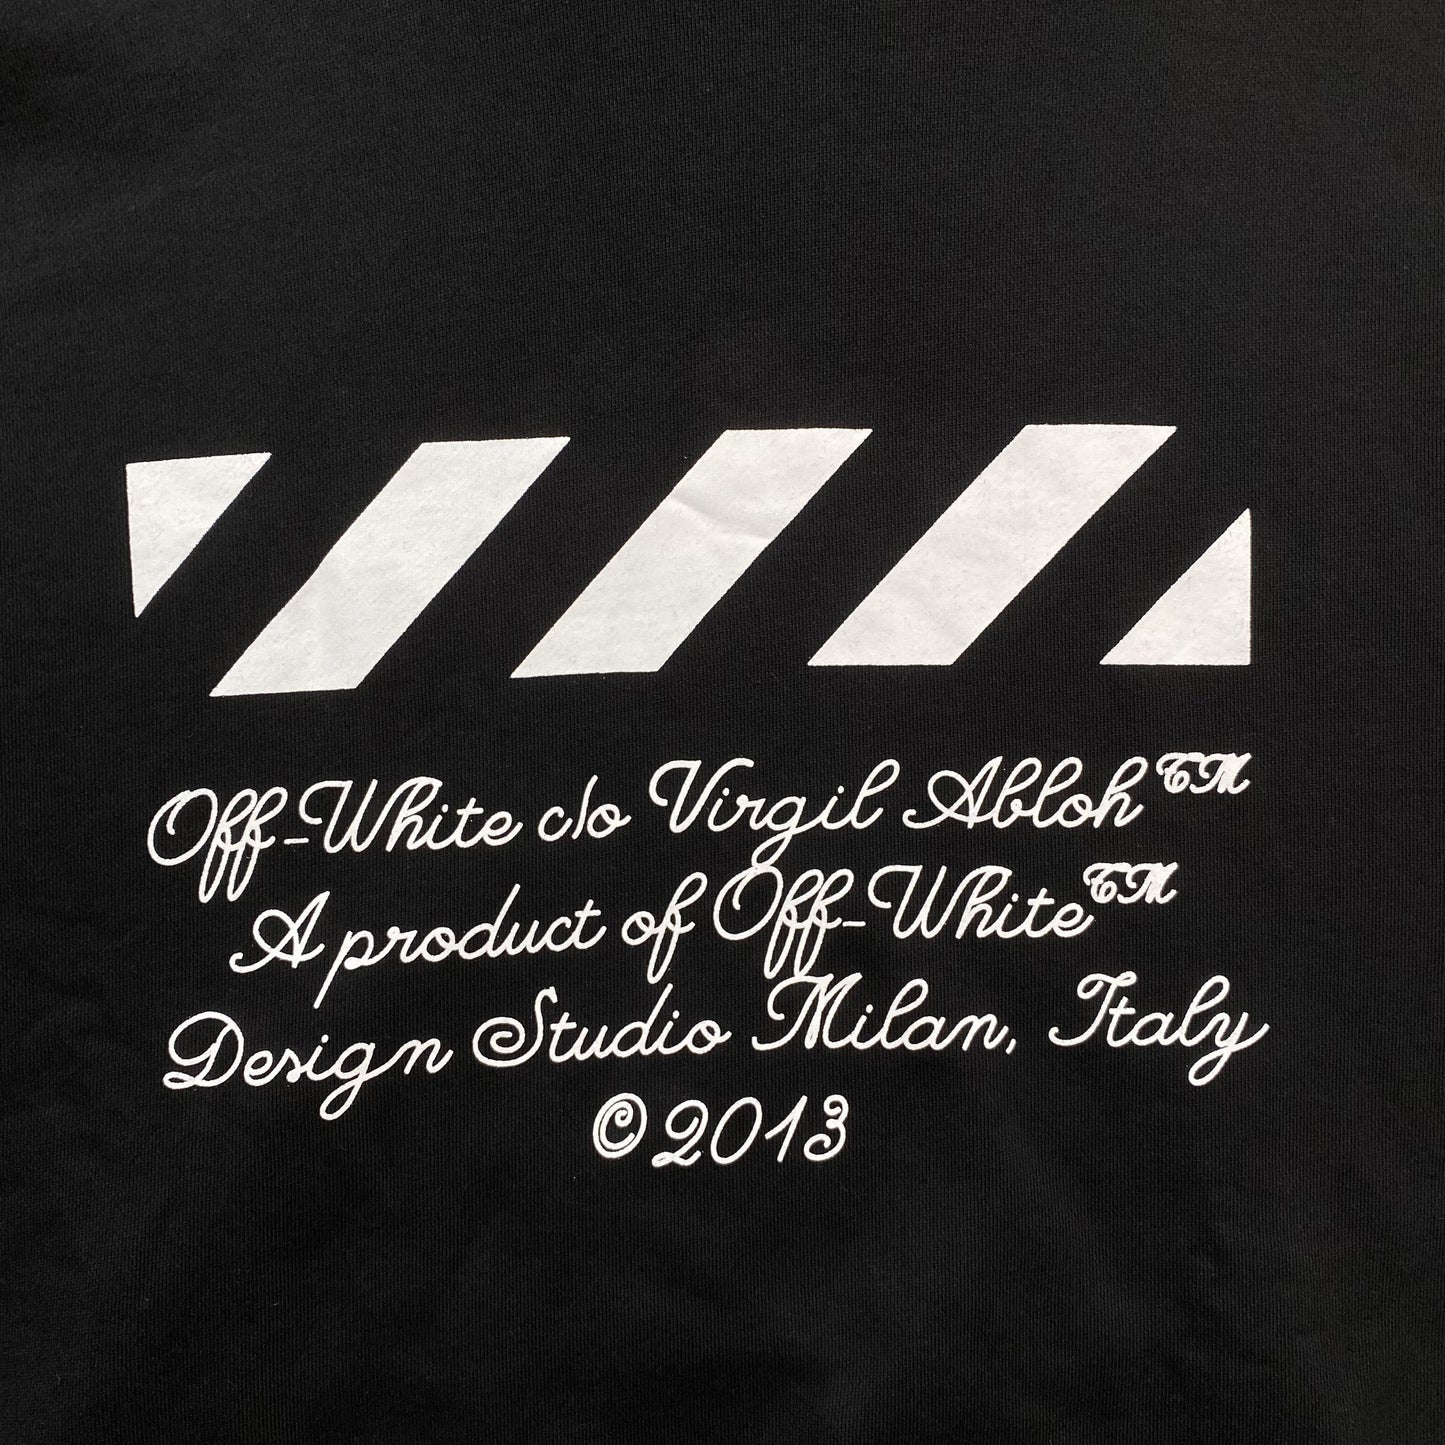 Off-White c/o Virgil Abloh™
A product of Off-White™
Design Studio Milan, Italy
©2013